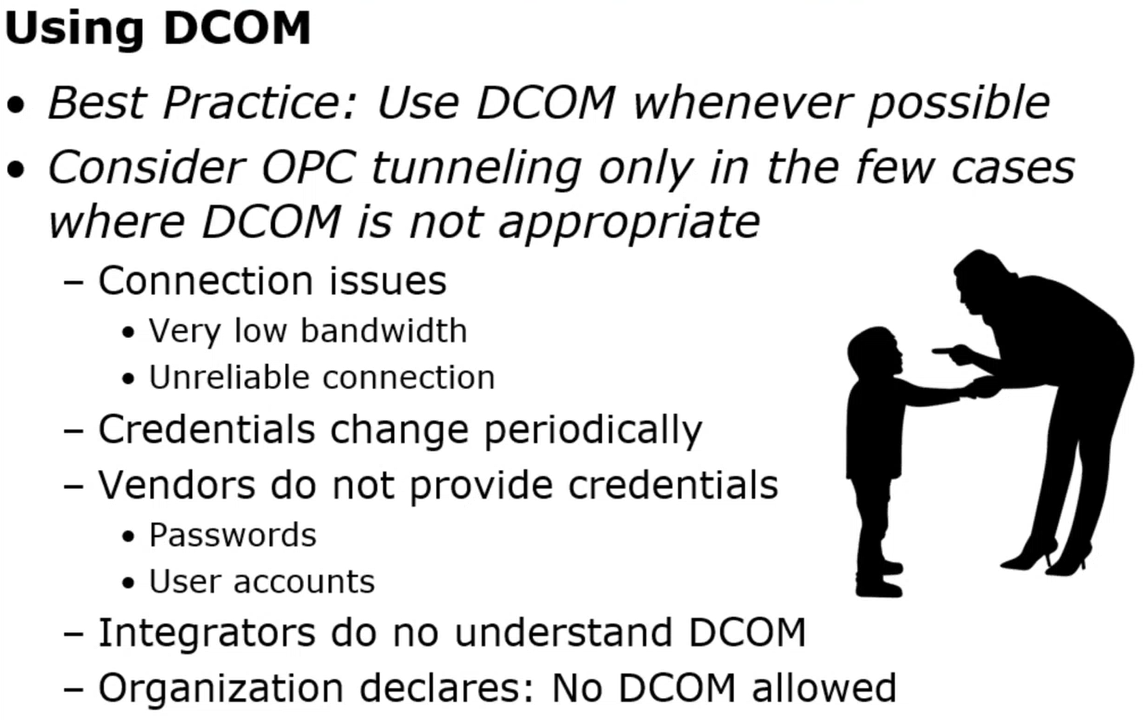 Using DCOM
• Best Practice: Use DCOM whenever possible
• Consider OPC tunneling only in the few cases
where DCOM is not appropriate
– Connection issues
• Very low bandwidth
• Unreliable connection
– Credentials change periodically
– Vendors do not provide credentials
• Passwords
• User accounts
– Integrators do no understand DCOM
– Organization declares: No DCOM allowed